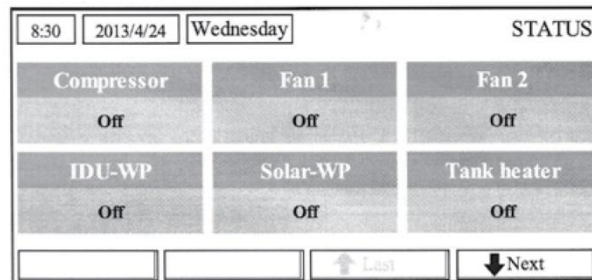 8:30 2013/4/24 Wednesday STATUS
Compressor Fan 1 Fan 2
Off Off Off
IDU-WP Solar-WP Tank heater
Off Off Off
Last Next